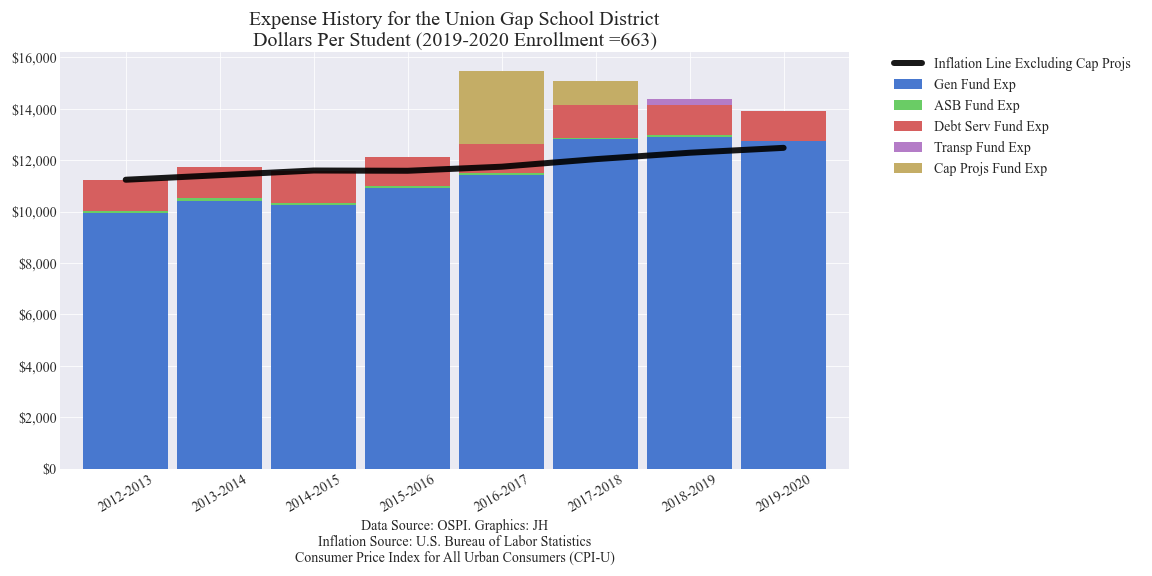 Expense History for the Union Gap School District
Dollars Per Student (2019-2020 Enrollment =663)
$16,000
$14,000
$12,000
$10,000
$8,000
$6,000
$4,000
$2,000
$0
2012-2013
2013-2014
2014-2015
2015-2016
2016-2017
2017-2018
2018-2019
2019-2020
Inflation Line Excluding Cap Projs
Gen Fund Exp
ASB Fund Exp
Debt Serv Fund Exp
Transp Fund Exp
Cap Projs Fund Exp
Data Source: OSPI. Graphics: JH
Inflation Source: U.S. Bureau of Labor Statistics
Consumer Price Index for All Urban Consumers (CPI-U)